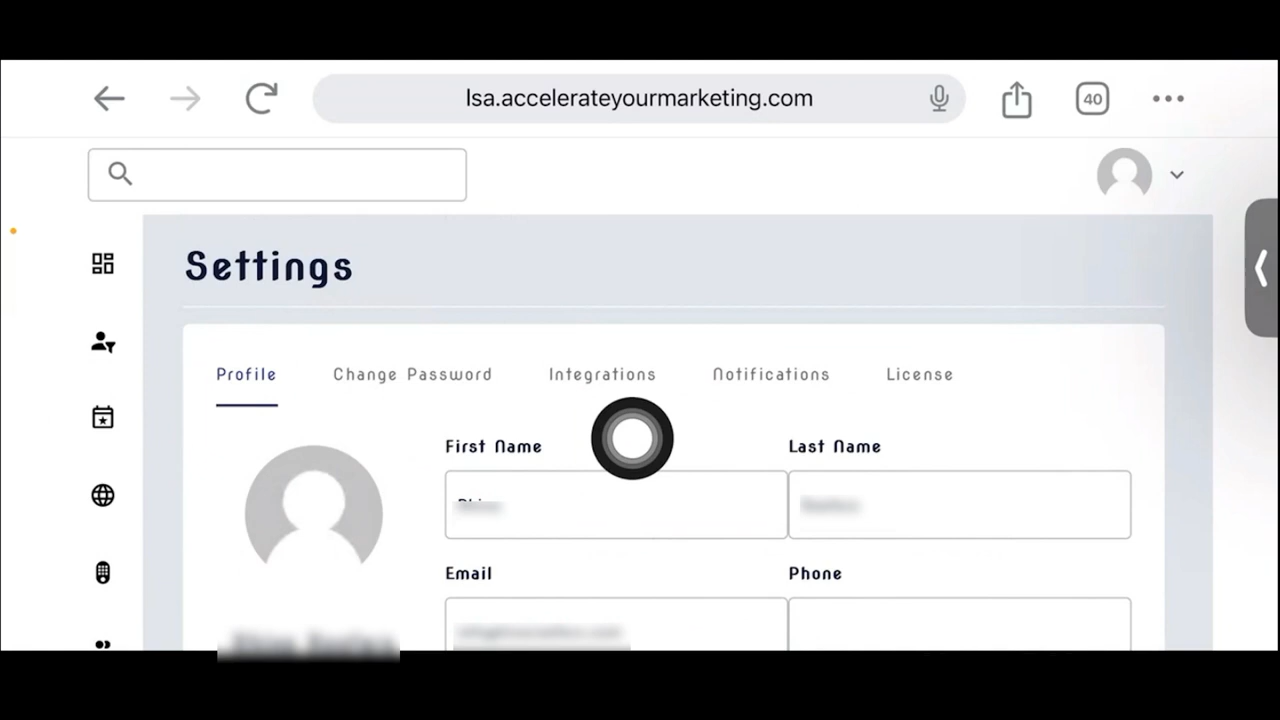 lsa.accelerateyourmarketing.com
40
Settings
Profile Change Password Integrations Notifications License
First Name Last Name
Email Phone